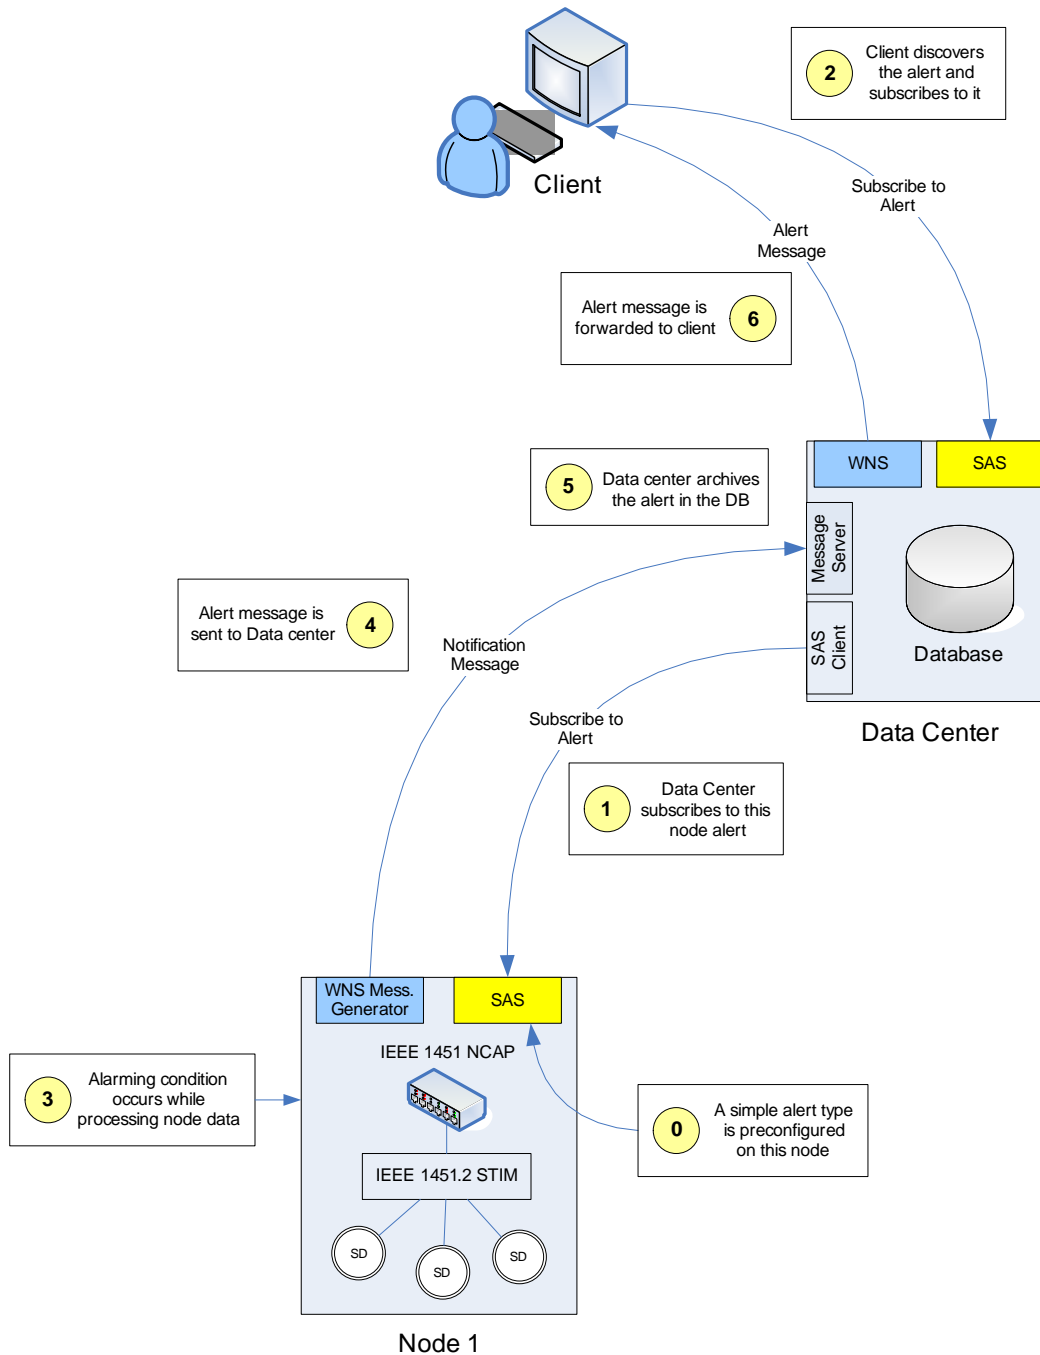 2
Client discovers
the alert and
subscribes to it
Client
Subscribe to
Alert
Alert
Message
Alert message is
forwarded to client
6
WNS
SAS
5
Data center archives
the alert in the DB
Message
Server
SAS
Client
Database
Data Center
Alert message is
sent to Data center
4
Notification
Message
Subscribe to
Alert
1
Data Center
subscribes to this
node alert
WNS Mess.
Generator
SAS
IEEE 1451 NCAP
3
Alarming condition
occurs while
processing node data
0
A simple alert type
is preconfigured
on this node
IEEE 1451.2 STIM
SD
SD
SD
Node 1